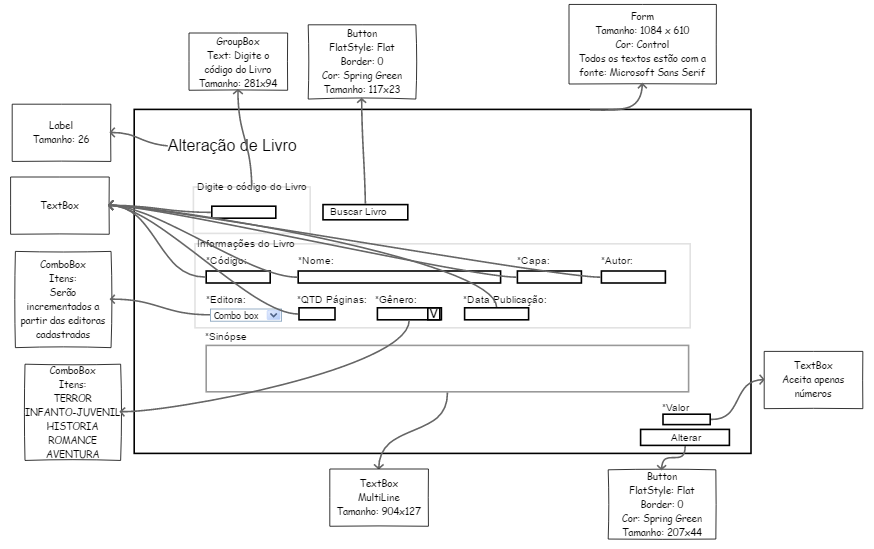 Form
Tamanho: 1084 x 610
Cor: Control
Todos os textos estão com a
fonte: Microsoft Sans Serif
Button
FlatStyle: Flat
Border: 0
Cor: Spring Green
Tamanho: 117x23
GroupBox
Text: Digite o
código do Livro
Tamanho: 281x94
Label
Tamanho: 26
Alteração de Livro
TextBox
Digite o código do Livro
Buscar Livro
Informações do Livro
*Código:
*Nome:
*Capa:
*Autor:
ComboBox
Itens:
Serão
incrementados a
partir das editoras
cadastradas
*Editora:
*QTD Páginas:
*Gênero:
*Data Publicação:
Combo box
V
*Sinópse
ComboBox
Itens:
TERROR
INFANTO-JUVENIL
HISTORIA
ROMANCE
AVENTURA
TextBox
Aceita apenas
números
*Valor
Alterar
TextBox
MultiLine
Tamanho: 904x127
Button
FlatStyle: Flat
Border: 0
Cor: Spring Green
Tamanho: 207x44